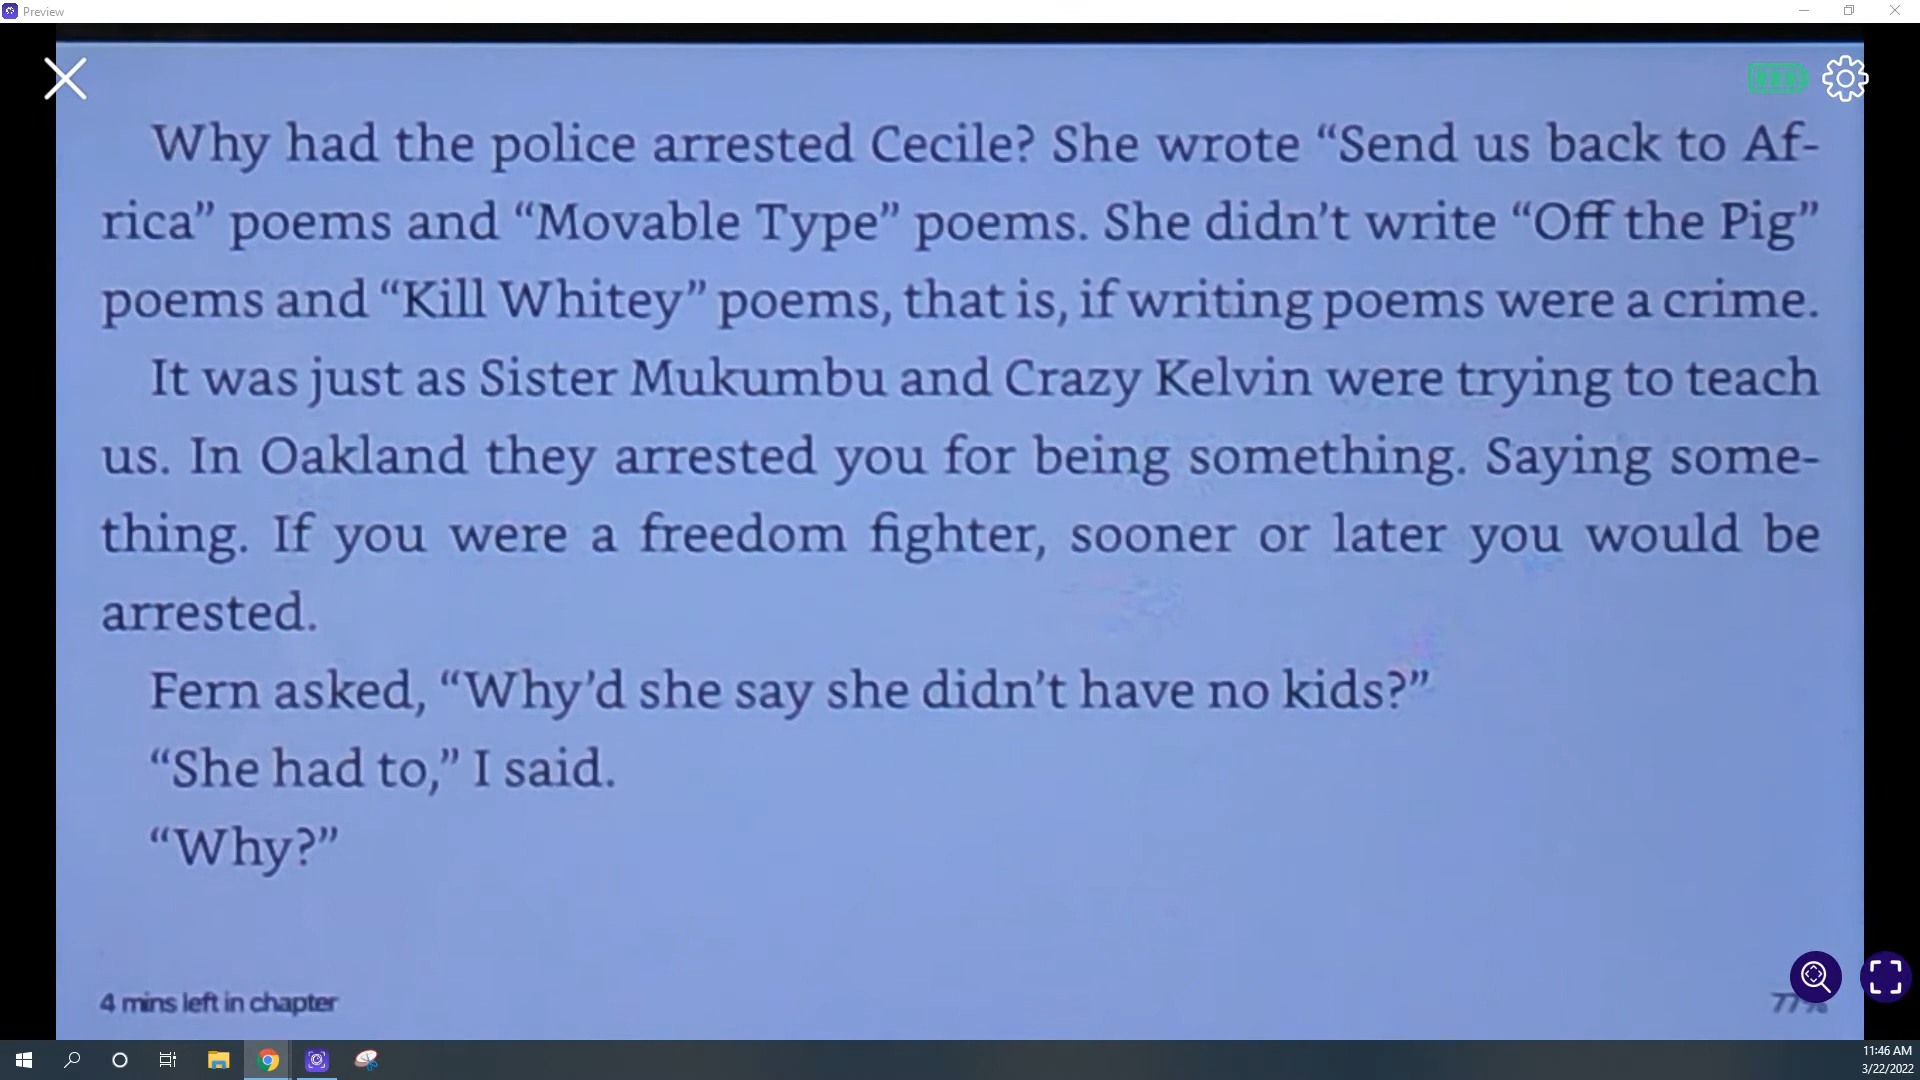 Preview
Why had the police arrested Cecile? She wrote “Send us back to Af-
rica” poems and “Movable Type” poems. She didn’t write “Off the Pig”
poems and “Kill Whitey” poems, that is, if writing poems were a crime.
It was just as Sister Mukumbu and Crazy Kelvin were trying to teach
us. In Oakland they arrested you for being something. Saying some-
thing. If you were a freedom fighter, sooner or later you would be
arrested.
Fern asked, “Why’d she say she didn’t have no kids?”
“She had to,” I said.
“Why?”
4 mins left in chapter
77%
11:46 AM
3/22/2022